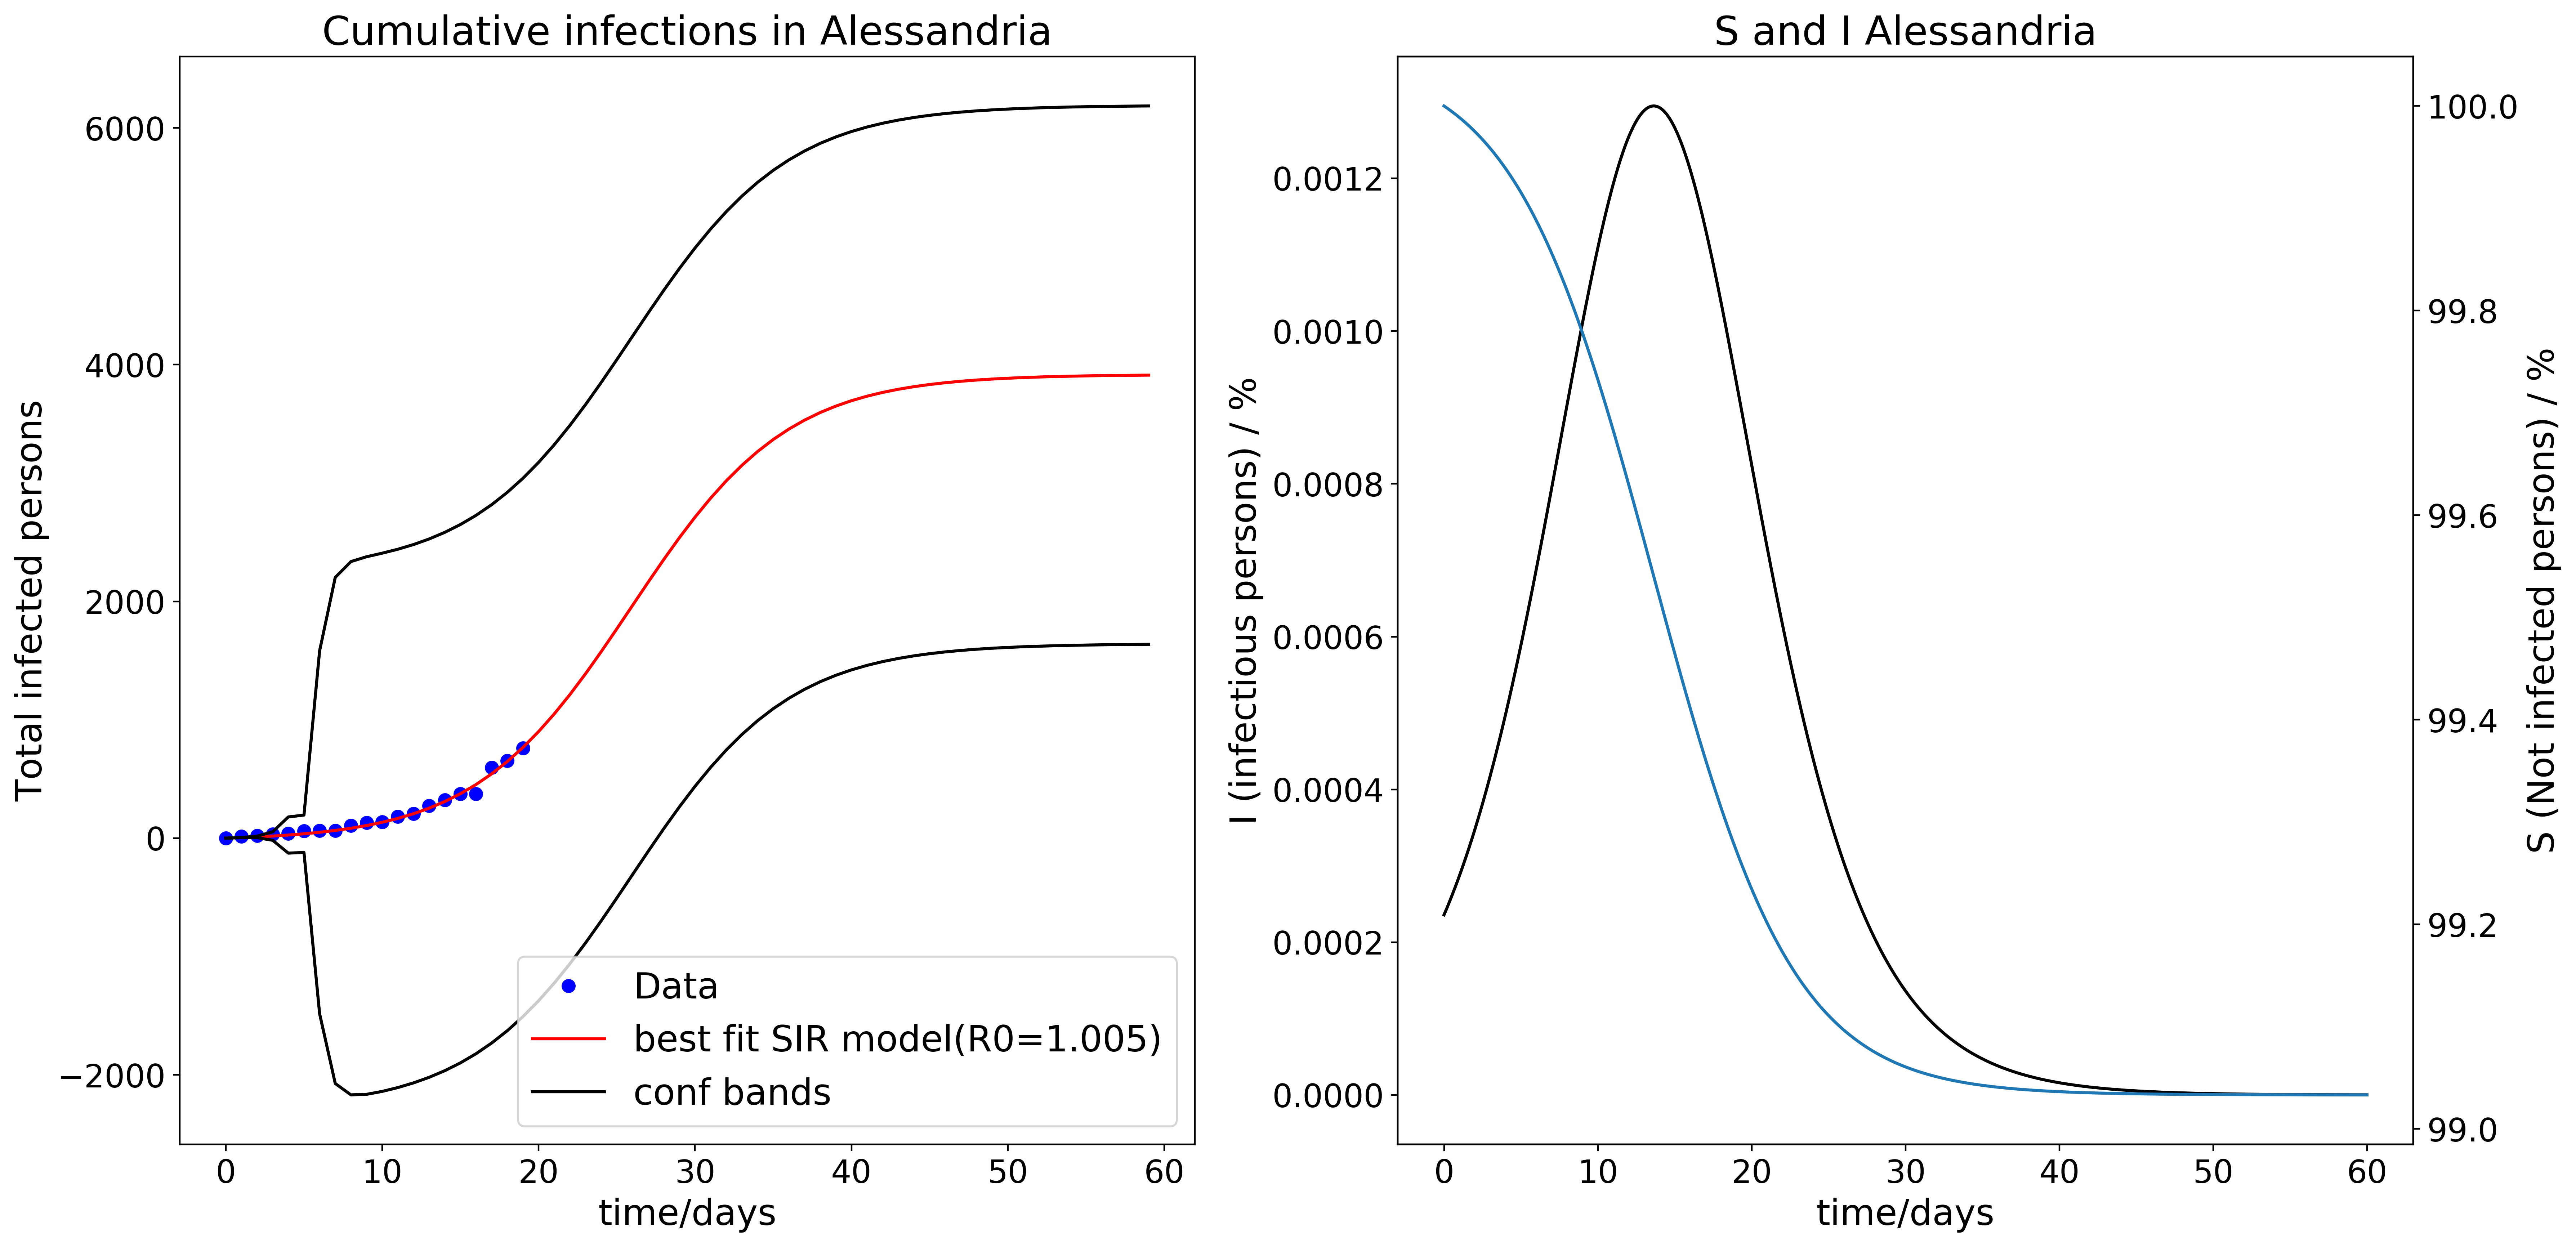 Cumulative infections in Alessandria
Total infected persons
6000
4000
2000
0
−2000
0 10 20 30 40 50 60
time/days
Data
best fit SIR model(R0=1.005)
conf bands
S and I Alessandria
I (infectious persons) / %
0.0012
0.0010
0.0008
0.0006
0.0004
0.0002
0.0000
0 10 20 30 40 50 60
time/days
100.0
99.8
99.6
99.4
99.2
99.0
S (Not infected persons) / %